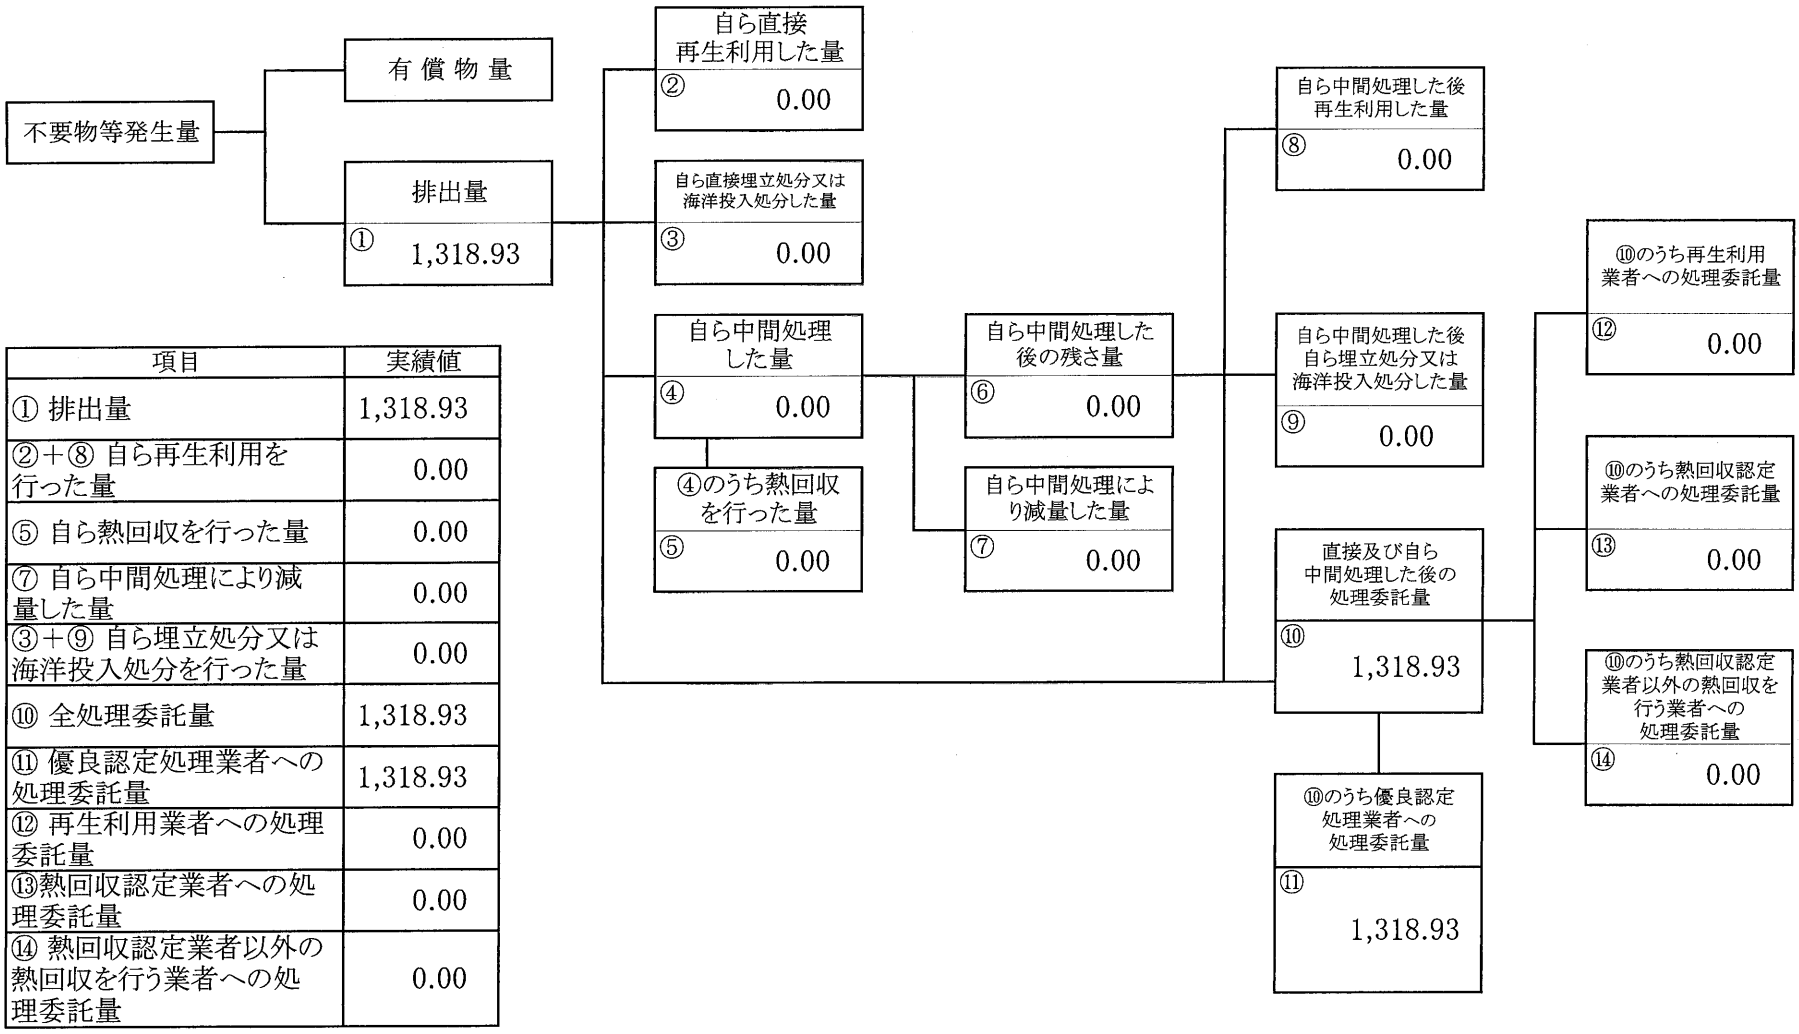 不要物等発生量
有償物量
排出量
①
1,318.93
自ら直接
再生利用した量
②
0.00
自ら直接埋立処分又は
海洋投入処分した量
③
0.00
自ら中間処理
した量
④
0.00
④のうち熱回収
を行った量
⑤
0.00
自ら中間処理した
後の残さ量
⑥
0.00
自ら中間処理によ
り減量した量
⑦
0.00
自ら中間処理した後
再生利用した量
⑧
0.00
自ら中間処理した後
自ら埋立処分又は
海洋投入処分した量
⑨
0.00
直接及び自ら
中間処理した後の
処理委託量
⑩
1,318.93
⑩のうち優良認定
処理業者への
処理委託量
⑪
1,318.93
⑩のうち再生利用
業者への処理委託量
⑫
0.00
⑩のうち熱回収認定
業者への処理委託量
⑬
0.00
⑩のうち熱回収認定
業者以外の熱回収を
行う業者への
処理委託量
⑭
0.00
項目 実績値
① 排出量 1,318.93
②+⑧ 自ら再生利用を
行った量 0.00
⑤ 自ら熱回収を行った量 0.00
⑦ 自ら中間処理により減
量した量 0.00
③+⑨ 自ら埋立処分又は
海洋投入処分を行った量 0.00
⑩ 全処理委託量 1,318.93
⑪ 優良認定処理業者への
処理委託量 1,318.93
⑫ 再生利用業者への処理
委託量 0.00
⑬熱回収認定業者への処
理委託量 0.00
⑭ 熱回収認定業者以外の
熱回収を行う業者への処
理委託量 0.00